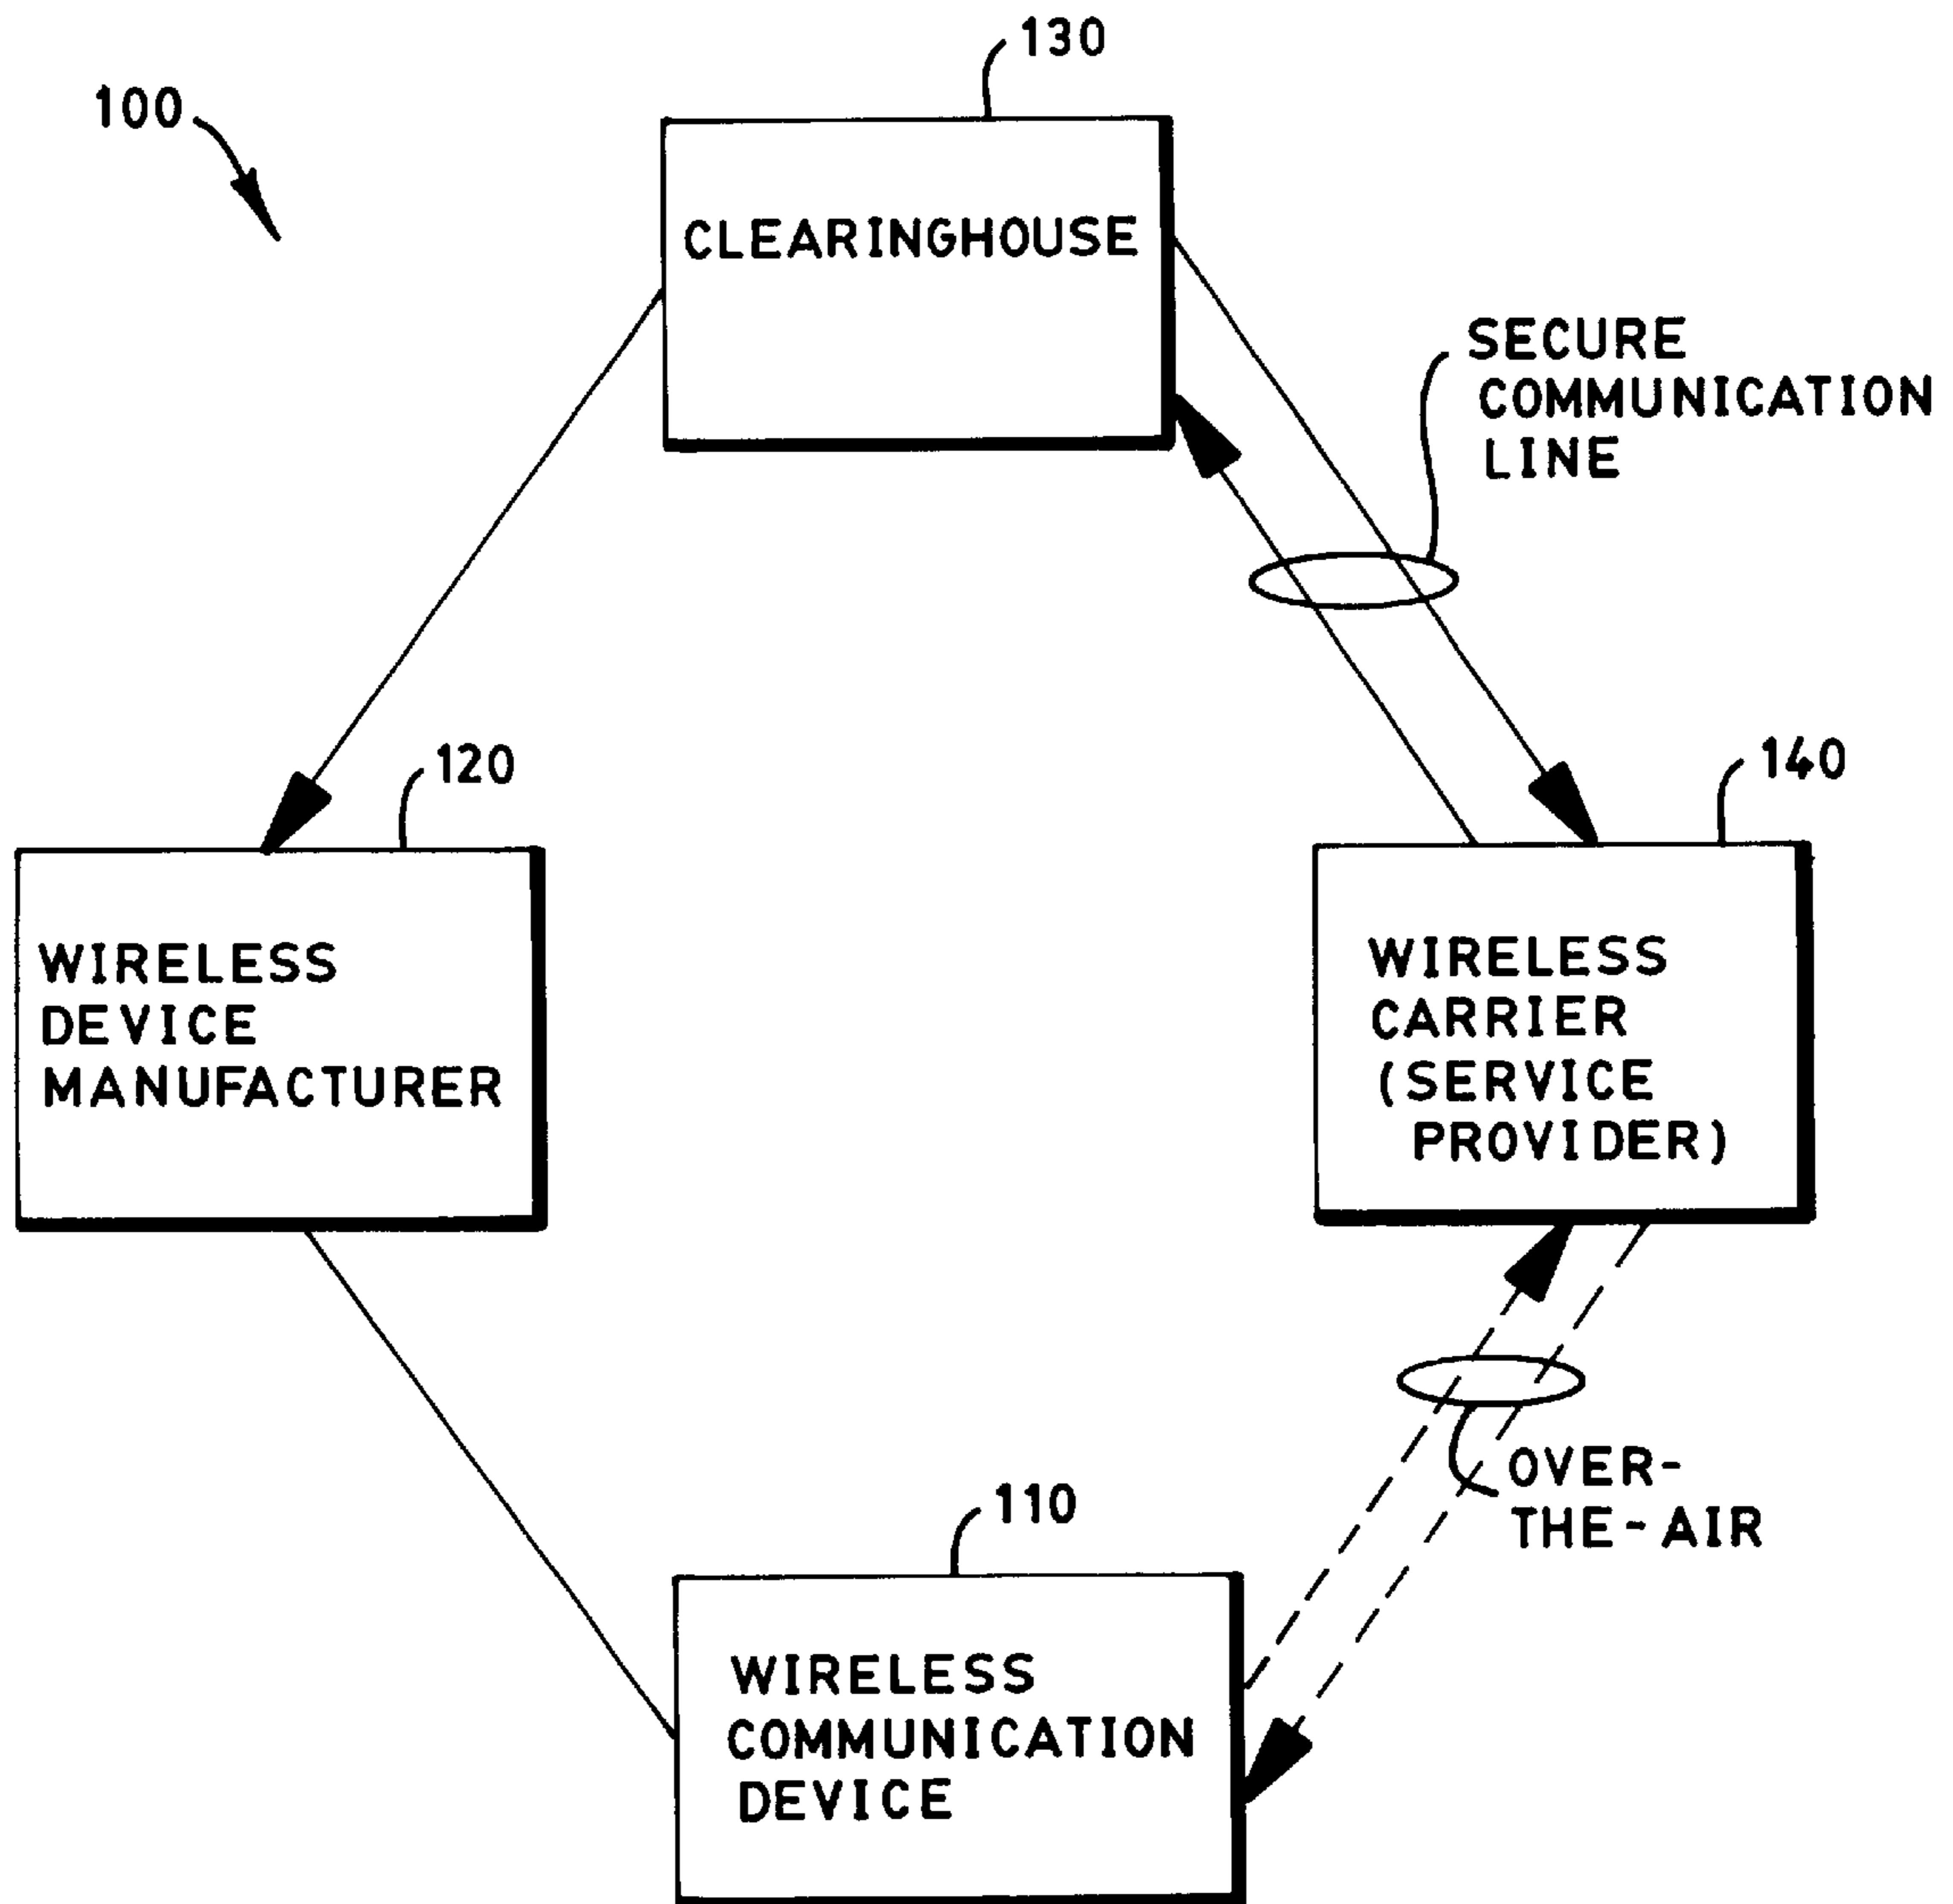 130
100
CLEARINGHOUSE
SECURE
COMMUNICATION
LINE
120
140
WIRELESS
DEVICE
MANUFACTURER
WIRELESS
CARRIER
(SERVICE
PROVIDER)
OVER-
THE-AIR
110
WIRELESS
COMMUNICATION
DEVICE